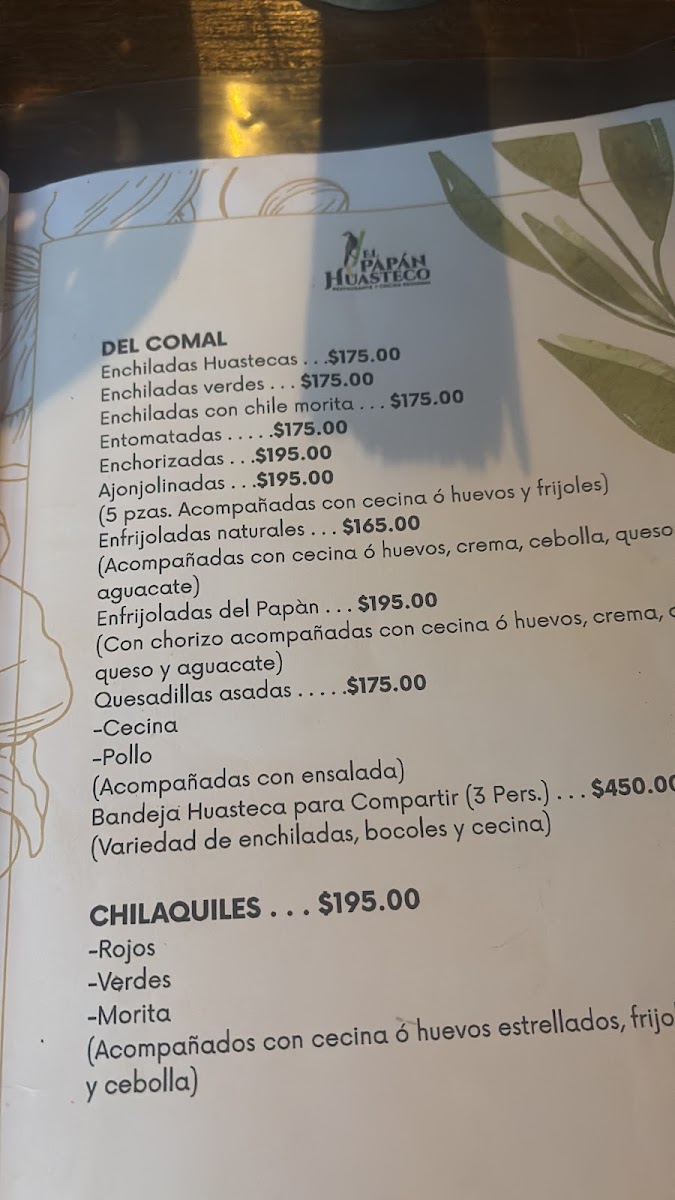 EL
PAPÁN
HUASTECO
DEL COMAL
Enchiladas Huastecas . . .$175.00
Enchiladas verdes . . . $175.00
Enchiladas con chile morita . . . $175.00
Entomatadas . . . . .$175.00
Enchorizadas . . .$195.00
Ajonjolinadas . . .$195.00
(5 pzas. Acompañadas con cecina ó huevos y frijoles)
Enfrijoladas naturales . . . $165.00
(Acompañadas con cecina ó huevos, crema, cebolla, queso
aguacate)
Enfrijoladas del Papàn . . . $195.00
(Con chorizo acompañadas con cecina ó huevos, crema,
queso y aguacate)
Quesadillas asadas . . . . .$175.00
-Cecina
-Pollo
(Acompañadas con ensalada)
Bandeja Huasteca para Compartir (3 Pers.) . . . $450.00
(Variedad de enchiladas, bocoles y cecina)
CHILAQUILES . . . $195.00
-Rojos
-Verdes
-Morita
(Acompañados con cecina ó huevos estrellados, frijo
y cebolla)